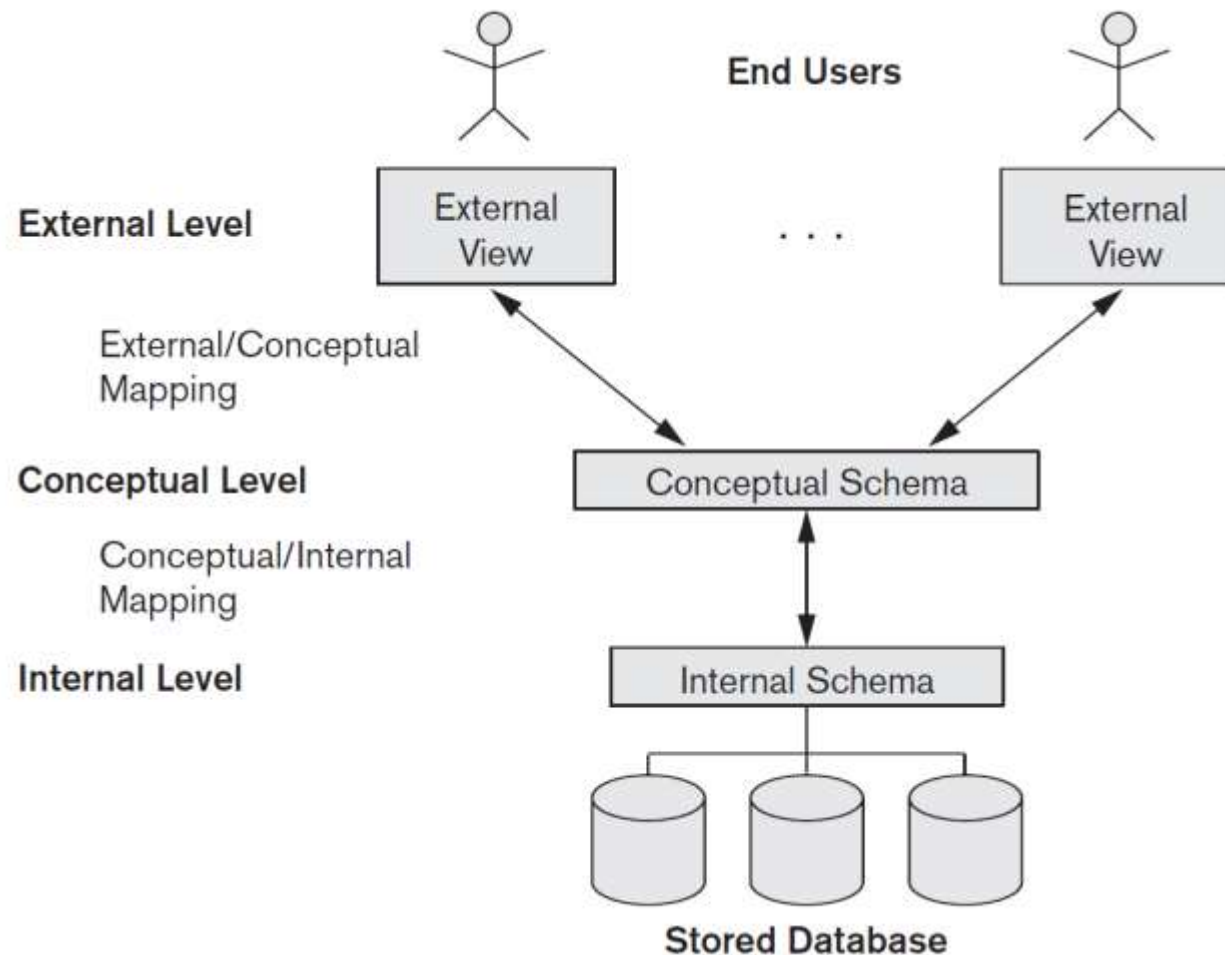 End Users
External Level
External
View
. . .
External
View
External/Conceptual
Mapping
Conceptual Level
Conceptual Schema
Conceptual/Internal
Mapping
Internal Level
Internal Schema
Stored Database